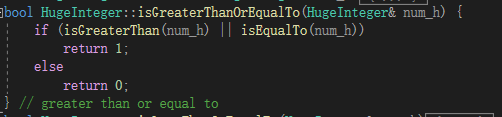 bool HugeInteger::isGreaterThanOrEqualTo(HugeInteger& num_h) {
    if (isGreaterThan(num_h) || isEqualTo(num_h))
        return 1;
    else
        return 0;
} // greater than or equal to